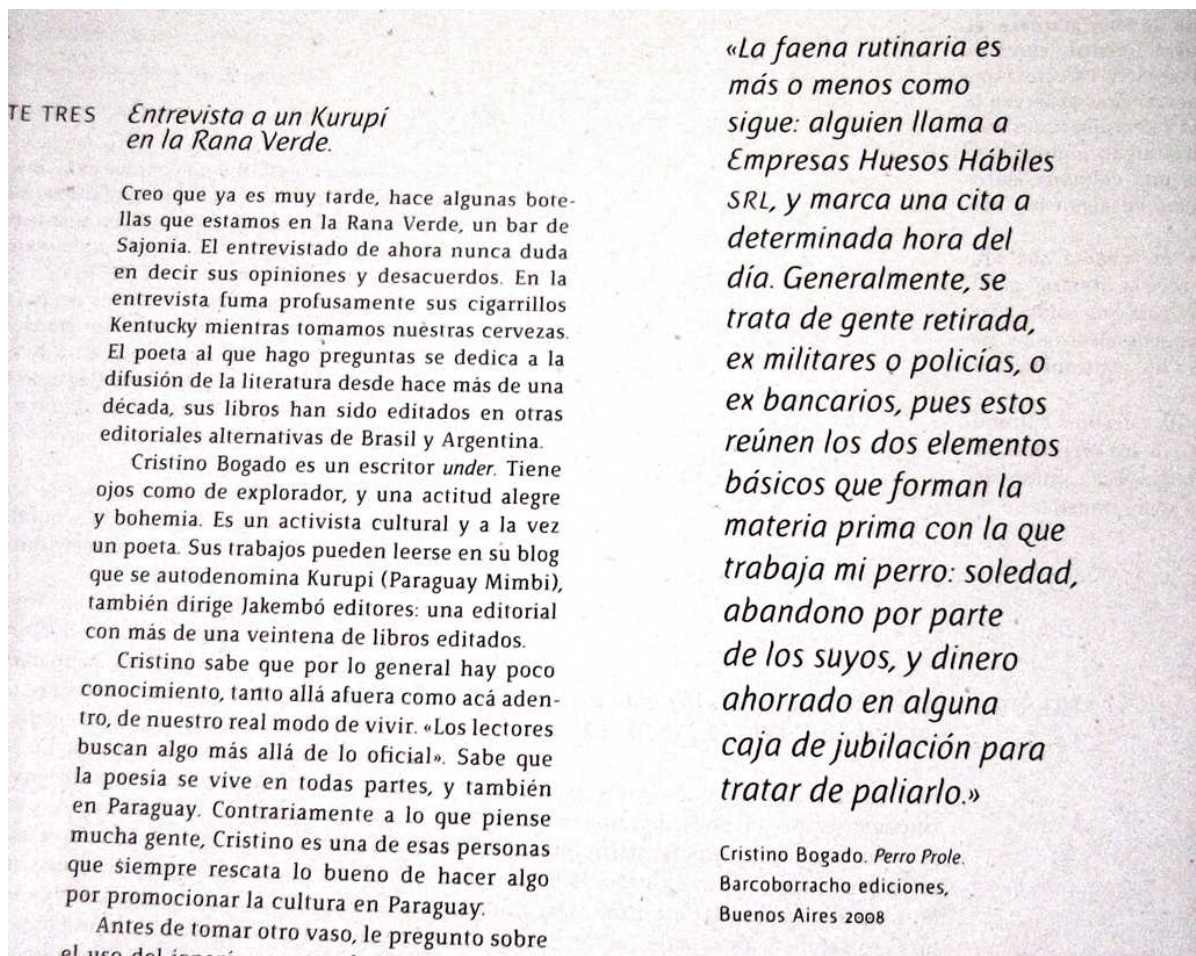 TE TRES
Entrevista a un Kurupí
en la Rana Verde.
Creo que ya es muy tarde, hace algunas bote-
llas que estamos en la Rana Verde, un bar de
Sajonia. El entrevistado de ahora nunca duda
en decir sus opiniones y desacuerdos. En la
entrevista fuma profusamente sus cigarrillos
Kentucky mientras tomamos nuestras cervezas.
El poeta al que hago preguntas se dedica a la
difusión de la literatura desde hace más de una
década, sus libros han sido editados en otras
editoriales alternativas de Brasil y Argentina.
Cristino Bogado es un escritor under. Tiene
ojos como de explorador, y una actitud alegre
y bohemia. Es un activista cultural y a la vez
un poeta. Sus trabajos pueden leerse en su blog
que se autodenomina Kurupi (Paraguay Mimbi),
también dirige Jakembó editores: una editorial
con más de una veintena de libros editados.
Cristino sabe que por lo general hay poco
conocimiento, tanto allá afuera como acá aden-
tro, de nuestro real modo de vivir. «Los lectores
buscan algo más allá de lo oficial». Sabe que
la poesía se vive en todas partes, y también
en Paraguay. Contrariamente a lo que piense
mucha gente, Cristino es una de esas personas
que siempre rescata lo bueno de hacer algo
por promocionar la cultura en Paraguay.
Antes de tomar otro vaso, le pregunto sobre
el uso del
«La faena rutinaria es
más o menos como
sigue: alguien llama a
Empresas Huesos Hábiles
SRL, y marca una cita a
determinada hora del
día. Generalmente, se
trata de gente retirada,
ex militares o policías, o
ex bancarios, pues estos
reúnen los dos elementos
básicos que forman la
materia prima con la que
trabaja mi perro: soledad,
abandono por parte
de los suyos, y dinero
ahorrado en alguna
caja de jubilación para
tratar de paliarlo.»
Cristino Bogado. Perro Prole.
Barcoborracho ediciones,
Buenos Aires 2008